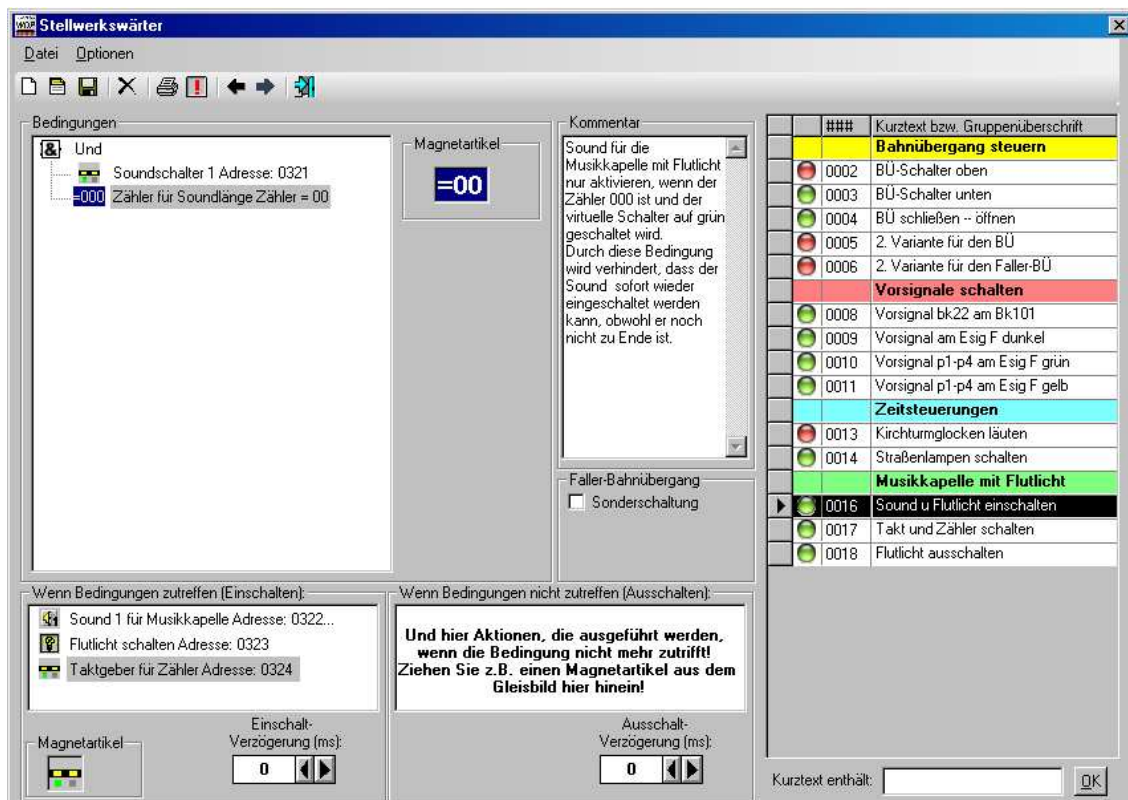 Stellwerkswärter
Datei Optionen
Bedingungen
& Und
Soundschalter 1 Adresse: 0321
=000 Zähler für Soundlänge Zähler = 00
Magnetartikel
=00
Kommentar
Sound für die
Musikkapelle mit Flutlicht
nur aktivieren, wenn der
Zähler 000 ist und der
virtuelle Schalter auf grün
geschaltet wird.
Durch diese Bedingung
wird verhindert, dass der
Sound sofort wieder
eingeschaltet werden
kann, obwohl er noch
nicht zu Ende ist.
Faller-Bahnübergang
Sonderschaltung
Wenn Bedingungen zutreffen (Einschalten):
Sound 1 für Musikkapelle Adresse: 0322...
Flutlicht schalten Adresse: 0323
Taktgeber für Zähler Adresse: 0324
Magnetartikel
Einschalt-
Verzögerung (ms):
0
Wenn Bedingungen nicht zutreffen (Ausschalten):
Und hier Aktionen, die ausgeführt werden,
wenn die Bedingung nicht mehr zutrifft!
Ziehen Sie z.B. einen Magnetartikel aus dem
Gleisbild hier hinein!
Ausschalt-
Verzögerung (ms):
0
### Kurztext bzw. Gruppenüberschrift
Bahnübergang steuern
0002 BÜ-Schalter oben
0003 BÜ-Schalter unten
0004 BÜ schließen -- öffnen
0005 2. Variante für den BÜ
0006 2. Variante für den Faller-BÜ
Vorsignale schalten
0008 Vorsignal bk22 am Bk101
0009 Vorsignal am Esig F dunkel
0010 Vorsignal p1-p4 am Esig F grün
0011 Vorsignal p1-p4 am Esig F gelb
Zeitsteuerungen
0013 Kirchturmglocken läuten
0014 Straßenlampen schalten
Musikkapelle mit Flutlicht
0016 Sound u Flutlicht einschalten
0017 Takt und Zähler schalten
0018 Flutlicht ausschalten
Kurztext enthält: OK